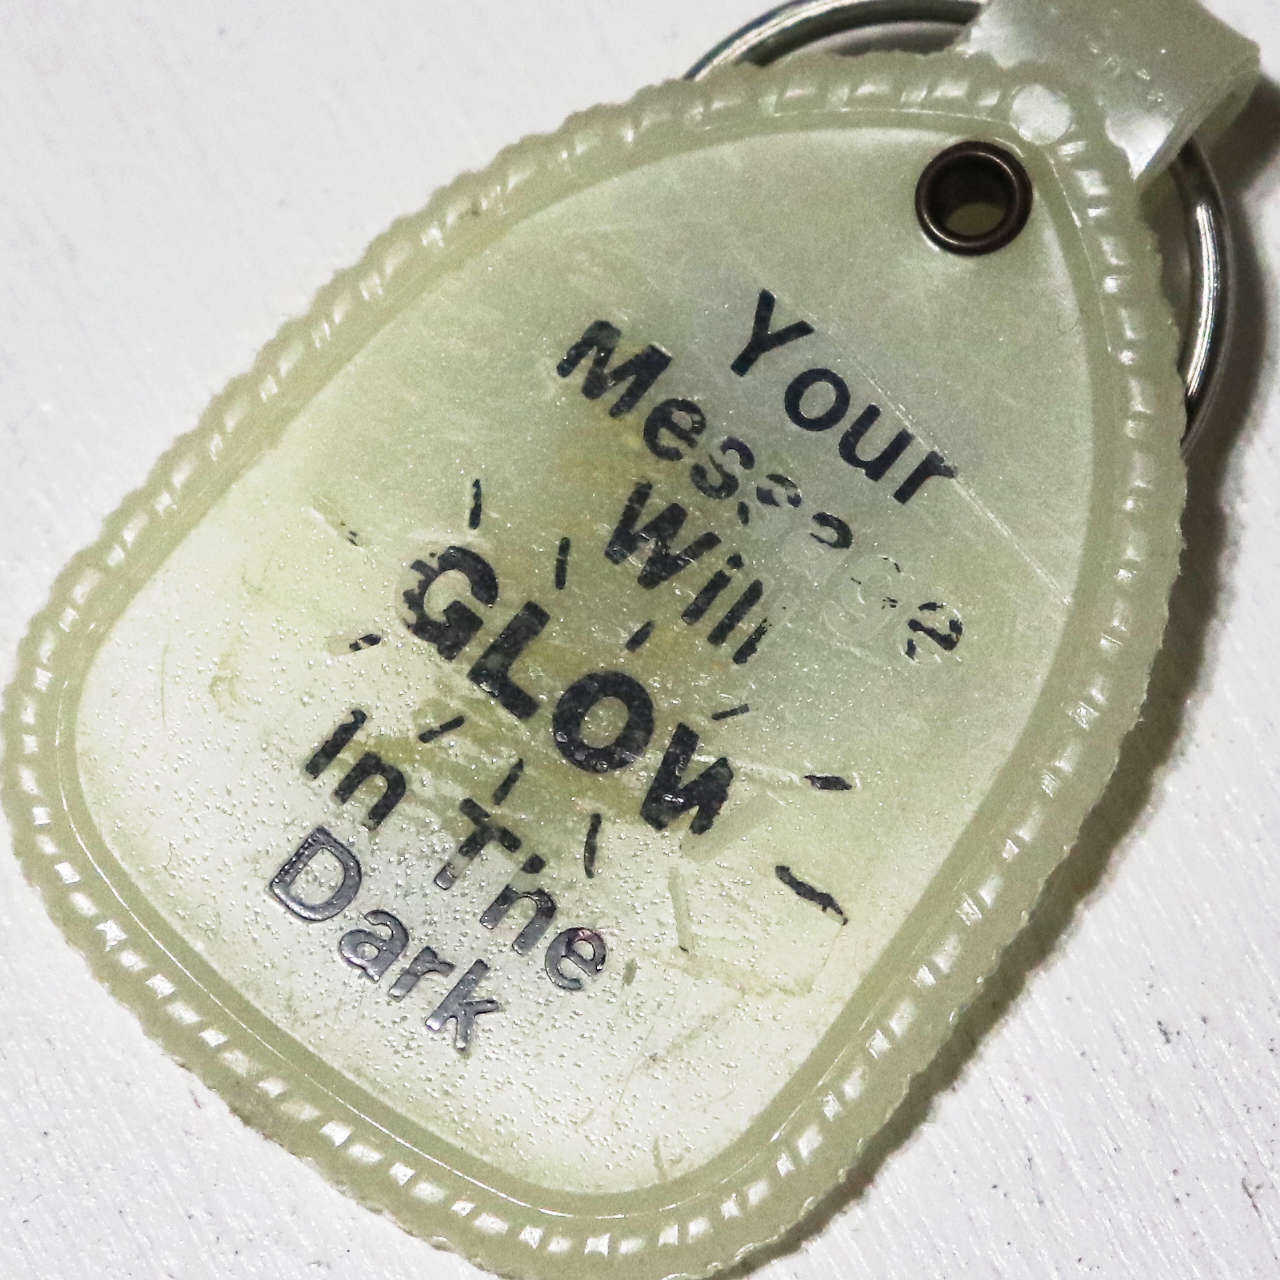 Your
Message
Will
GLOW
In The
Dark